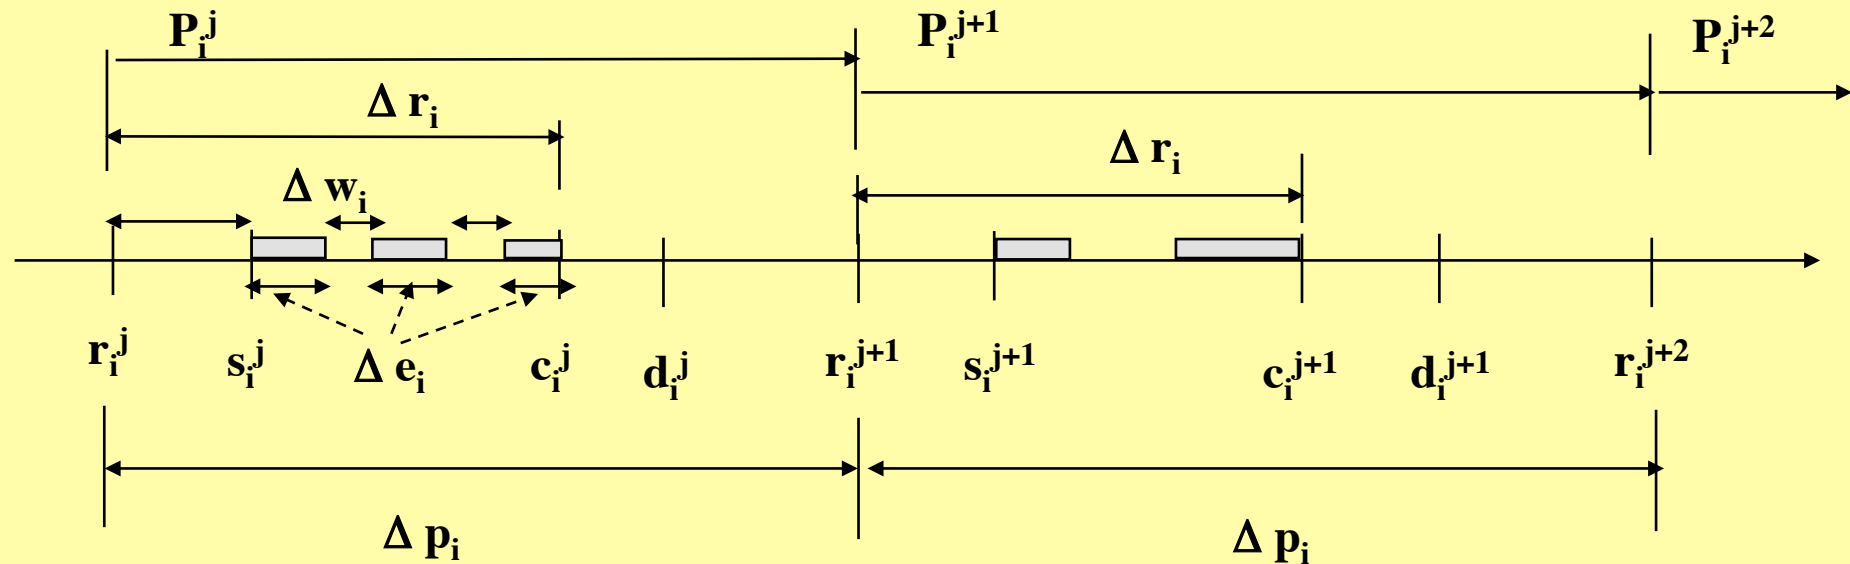 P_i^j P_i^{j+1} P_i^{j+2}
Δ r_i
Δ r_i
Δ w_i
r_i^j s_i^j Δ e_i c_i^j d_i^j r_i^{j+1} s_i^{j+1} c_i^{j+1} d_i^{j+1} r_i^{j+2}
Δ p_i Δ p_i